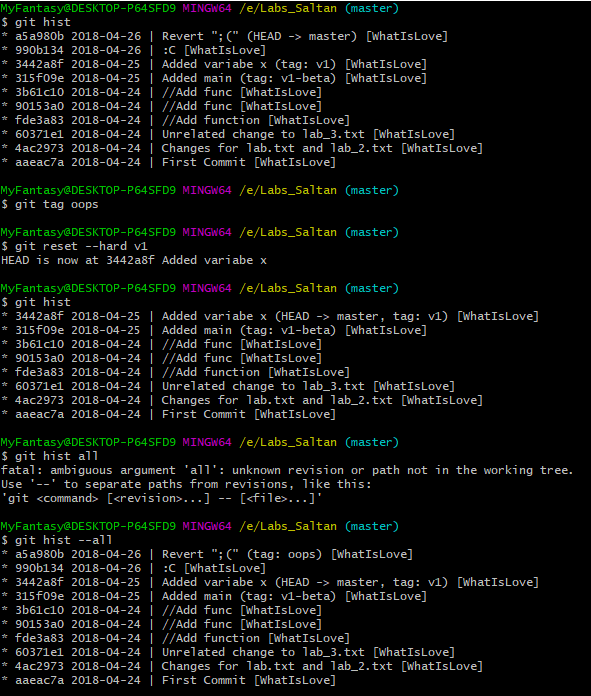 MyFantasy@DESKTOP-P64SFD9 MINGW64 /e/Labs_Saltan (master)
$ git hist
* a5a980b 2018-04-26 | Revert ";(" (HEAD -> master) [WhatIsLove]
* 990b134 2018-04-26 | :C [WhatIsLove]
* 3442a8f 2018-04-25 | Added variabe x (tag: v1) [WhatIsLove]
* 315f09e 2018-04-25 | Added main (tag: v1-beta) [WhatIsLove]
* 3b61c10 2018-04-24 | //Add func [WhatIsLove]
* 90153a0 2018-04-24 | //Add func [WhatIsLove]
* fde3a83 2018-04-24 | //Add function [WhatIsLove]
* 60371e1 2018-04-24 | Unrelated change to lab_3.txt [WhatIsLove]
* 4ac2973 2018-04-24 | Changes for lab.txt and lab_2.txt [WhatIsLove]
* aaeac7a 2018-04-24 | First Commit [WhatIsLove]
MyFantasy@DESKTOP-P64SFD9 MINGW64 /e/Labs_Saltan (master)
$ git tag oops
MyFantasy@DESKTOP-P64SFD9 MINGW64 /e/Labs_Saltan (master)
$ git reset --hard v1
HEAD is now at 3442a8f Added variabe x
MyFantasy@DESKTOP-P64SFD9 MINGW64 /e/Labs_Saltan (master)
$ git hist
* 3442a8f 2018-04-25 | Added variabe x (HEAD -> master, tag: v1) [WhatIsLove]
* 315f09e 2018-04-25 | Added main (tag: v1-beta) [WhatIsLove]
* 3b61c10 2018-04-24 | //Add func [WhatIsLove]
* 90153a0 2018-04-24 | //Add func [WhatIsLove]
* fde3a83 2018-04-24 | //Add function [WhatIsLove]
* 60371e1 2018-04-24 | Unrelated change to lab_3.txt [WhatIsLove]
* 4ac2973 2018-04-24 | Changes for lab.txt and lab_2.txt [WhatIsLove]
* aaeac7a 2018-04-24 | First Commit [WhatIsLove]
MyFantasy@DESKTOP-P64SFD9 MINGW64 /e/Labs_Saltan (master)
$ git hist all
fatal: ambiguous argument 'all': unknown revision or path not in the working tree.
Use '--' to separate paths from revisions, like this:
'git <command> [<revision>...] -- [<file>...]'
MyFantasy@DESKTOP-P64SFD9 MINGW64 /e/Labs_Saltan (master)
$ git hist --all
* a5a980b 2018-04-26 | Revert ";(" (tag: oops) [WhatIsLove]
* 990b134 2018-04-26 | :C [WhatIsLove]
* 3442a8f 2018-04-25 | Added variabe x (HEAD -> master, tag: v1) [WhatIsLove]
* 315f09e 2018-04-25 | Added main (tag: v1-beta) [WhatIsLove]
* 3b61c10 2018-04-24 | //Add func [WhatIsLove]
* 90153a0 2018-04-24 | //Add func [WhatIsLove]
* fde3a83 2018-04-24 | //Add function [WhatIsLove]
* 60371e1 2018-04-24 | Unrelated change to lab_3.txt [WhatIsLove]
* 4ac2973 2018-04-24 | Changes for lab.txt and lab_2.txt [WhatIsLove]
* aaeac7a 2018-04-24 | First Commit [WhatIsLove]